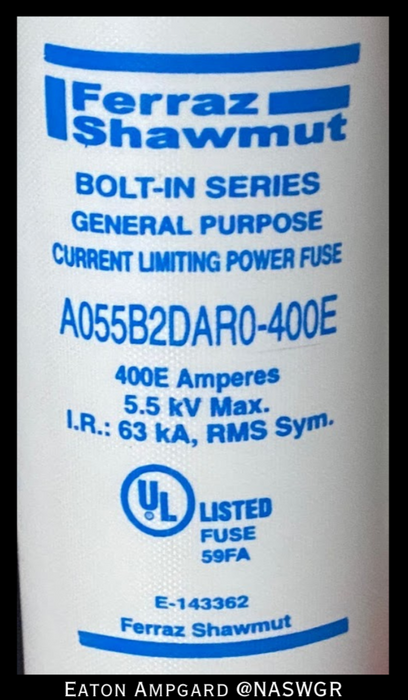 Ferraz
Shawmut
BOLT-IN SERIES
GENERAL PURPOSE
CURRENT LIMITING POWER FUSE
A055B2DAR0-400E
400E Amperes
5.5 kV Max.
I.R.: 63 kA, RMS Sym.
UL LISTED
FUSE
59FA
E-143362
Ferraz Shawmut
EATON AMPGARD @NASWGR